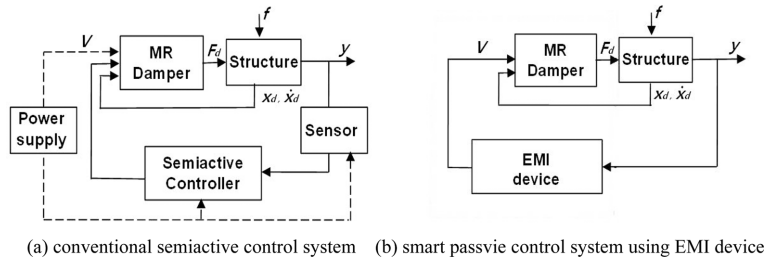 f
V
MR
Damper
Fd
Structure
y
xd, ẋd
Power
supply
Sensor
Semiactive
Controller
f
V
MR
Damper
Fd
Structure
y
xd, ẋd
EMI
device
(a) conventional semiactive control system (b) smart passvie control system using EMI device